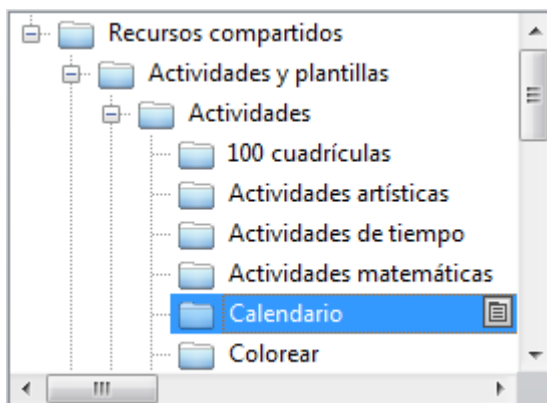 Recursos compartidos
Actividades y plantillas
Actividades
100 cuadrículas
Actividades artísticas
Actividades de tiempo
Actividades matemáticas
Calendario
Colorear